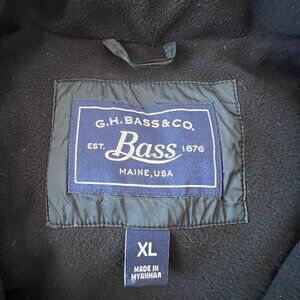 G.H. BASS & CO.
EST. Bass 1876
MAINE, USA
XL
MADE IN
MYANMAR